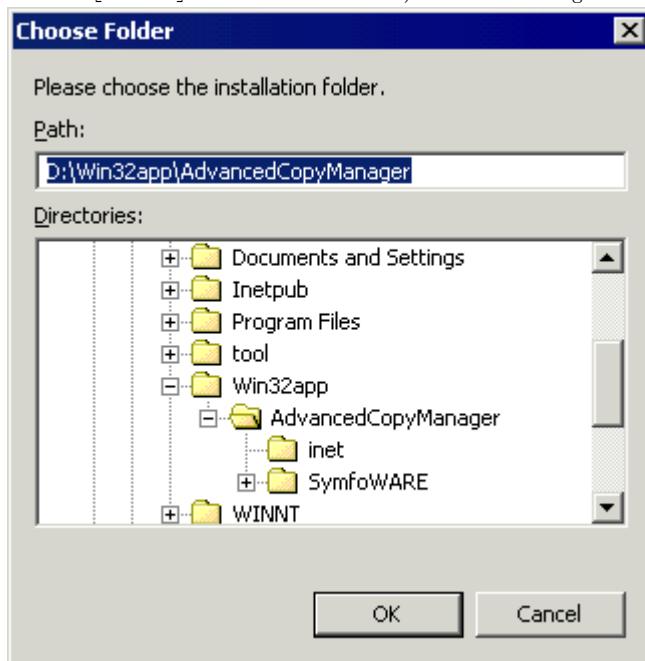 Choose Folder
Please choose the installation folder.
Path:
D:\Win32app\AdvancedCopyManager
Directories:
Documents and Settings
Inetpub
Program Files
tool
Win32app
AdvancedCopyManager
inet
SymfoWARE
WINNT
OK Cancel